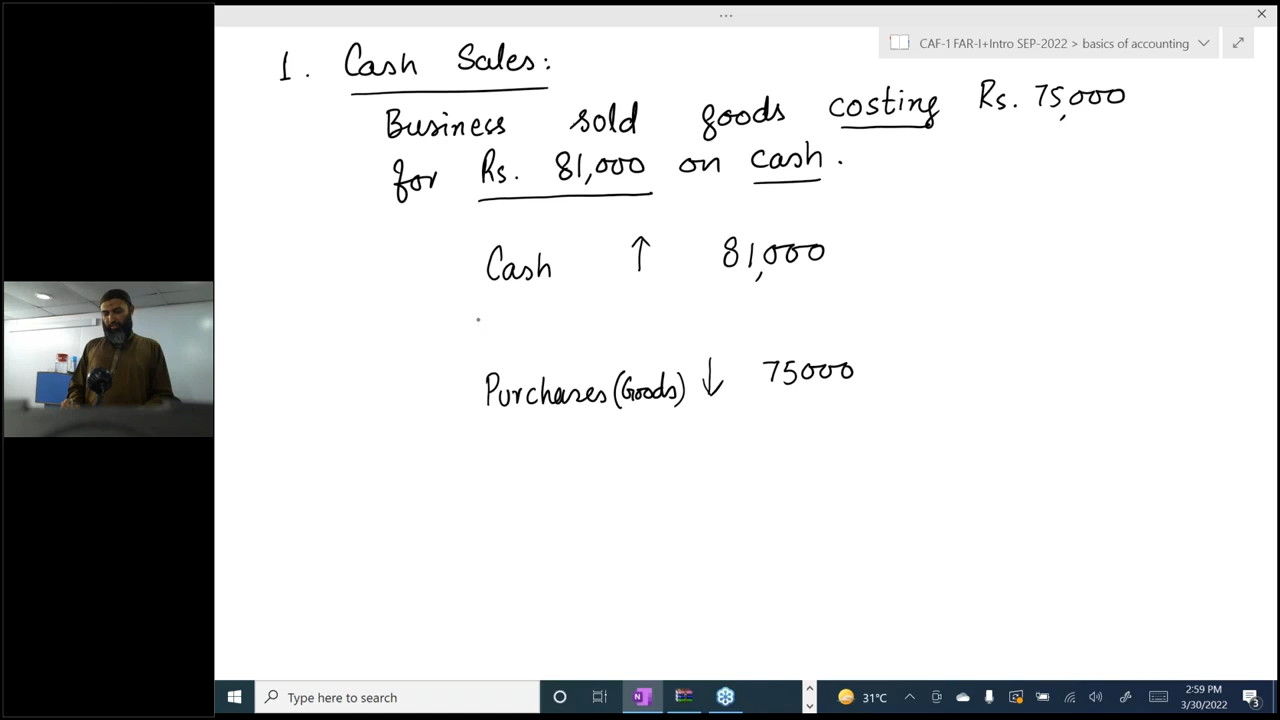 CAF-1 FAR-I+Intro SEP-2022 > basics of accounting
1. Cash Sales:
Business sold goods costing Rs. 75,000
for Rs. 81,000 on cash.
Cash ↑ 81,000
Purchases (Goods) ↓ 75000
Type here to search
31°C
2:59 PM
3/30/2022
3